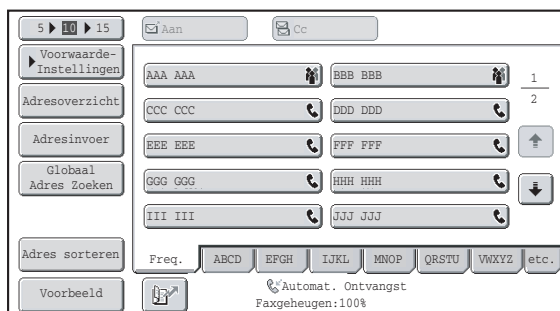 5 10 15
Aan
Cc
Voorwaarde-
Instellingen
Adresoverzicht
Adresinvoer
Globaal
Adres Zoeken
Adres sorteren
Voorbeeld
AAA AAA
BBB BBB
CCC CCC
DDD DDD
EEE EEE
FFF FFF
GGG GGG
HHH HHH
III III
JJJ JJJ
1
2
Freq.
ABCD
EFGH
IJKL
MNOP
QRSTU
VWXYZ
etc.
Automat. Ontvangst
Faxgeheugen:100%